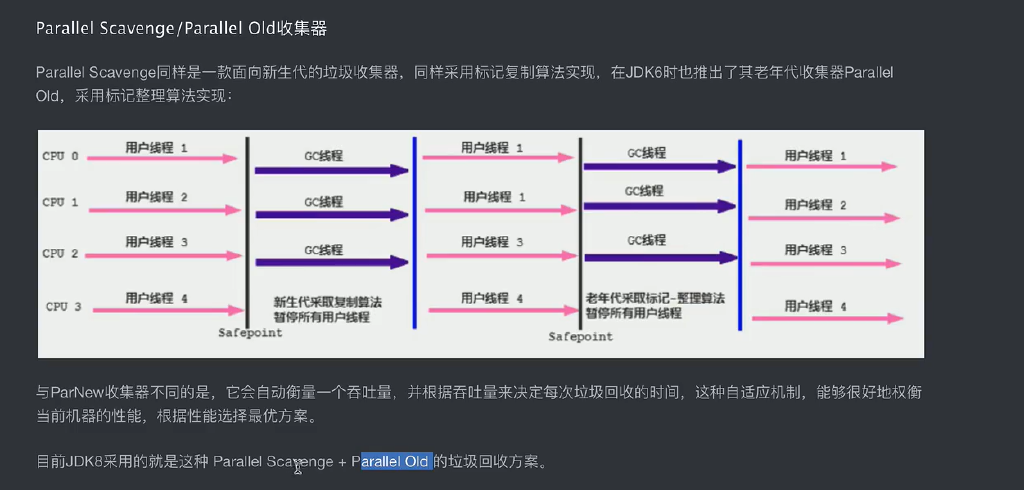 Parallel Scavenge/Parallel Old收集器
Parallel Scavenge同样是一款面向新生代的垃圾收集器，同样采用标记复制算法实现，在JDK6时也推出了其老年代收集器Parallel
Old，采用标记整理算法实现：
CPU 0 用户线程 1 GC线程 用户线程 1 GC线程 用户线程 1
CPU 1 用户线程 2 GC线程 用户线程 1 GC线程 用户线程 2
CPU 2 用户线程 3 GC线程 用户线程 3 GC线程 用户线程 3
CPU 3 用户线程 4 新生代采取复制算法 用户线程 4 老年代采取标记-整理算法 用户线程 4
暂停所有用户线程 暂停所有用户线程
Safepoint Safepoint
与ParNew收集器不同的是，它会自动衡量一个吞吐量，并根据吞吐量来决定每次垃圾回收的时间，这种自适应机制，能够很好地权衡
当前机器的性能，根据性能选择最优方案。
目前JDK8采用的就是这种 Parallel Scavenge + Parallel Old 的垃圾回收方案。